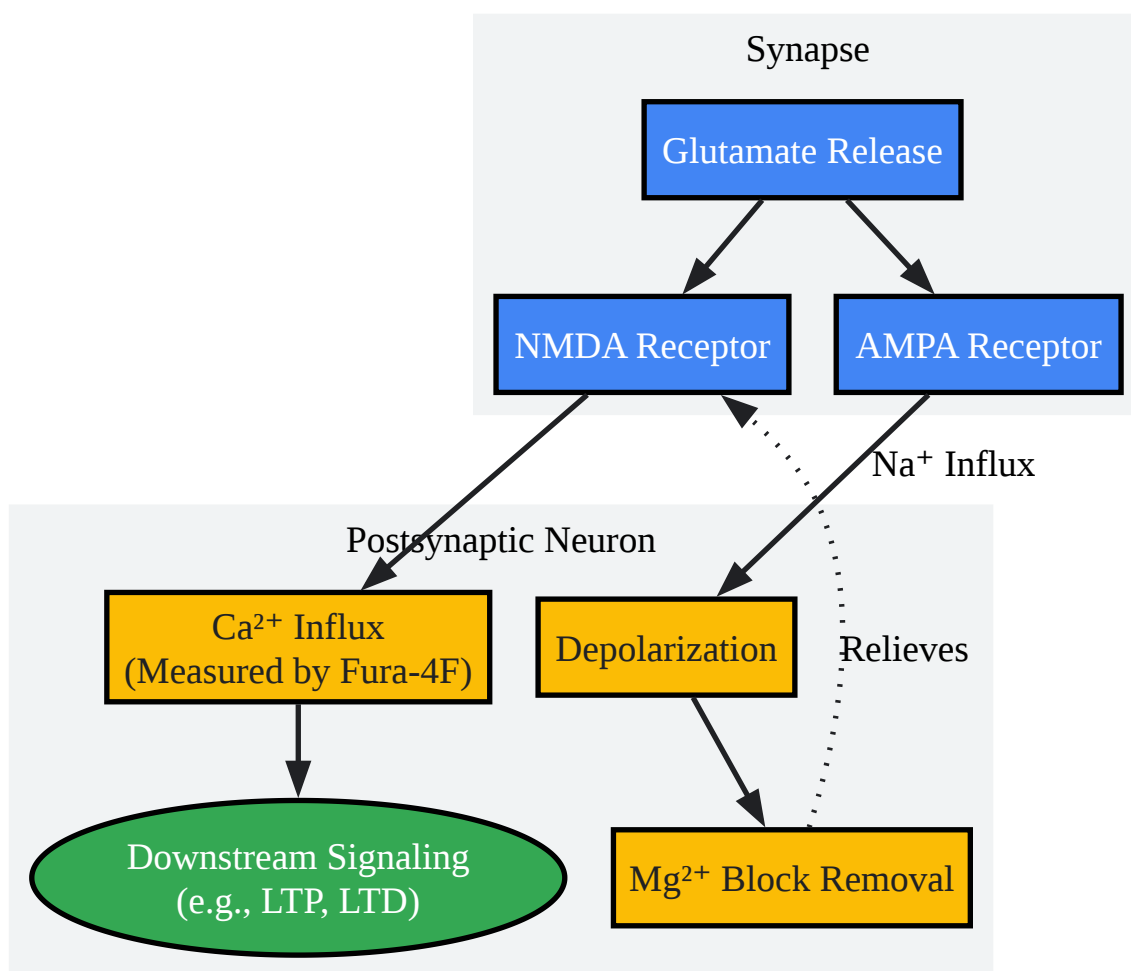 Synapse
Glutamate Release
NMDA Receptor
AMPA Receptor
Na⁺ Influx
Postsynaptic Neuron
Ca²⁺ Influx
(Measured by Fura-4F)
Depolarization
Relieves
Downstream Signaling
(e.g., LTP, LTD)
Mg²⁺ Block Removal